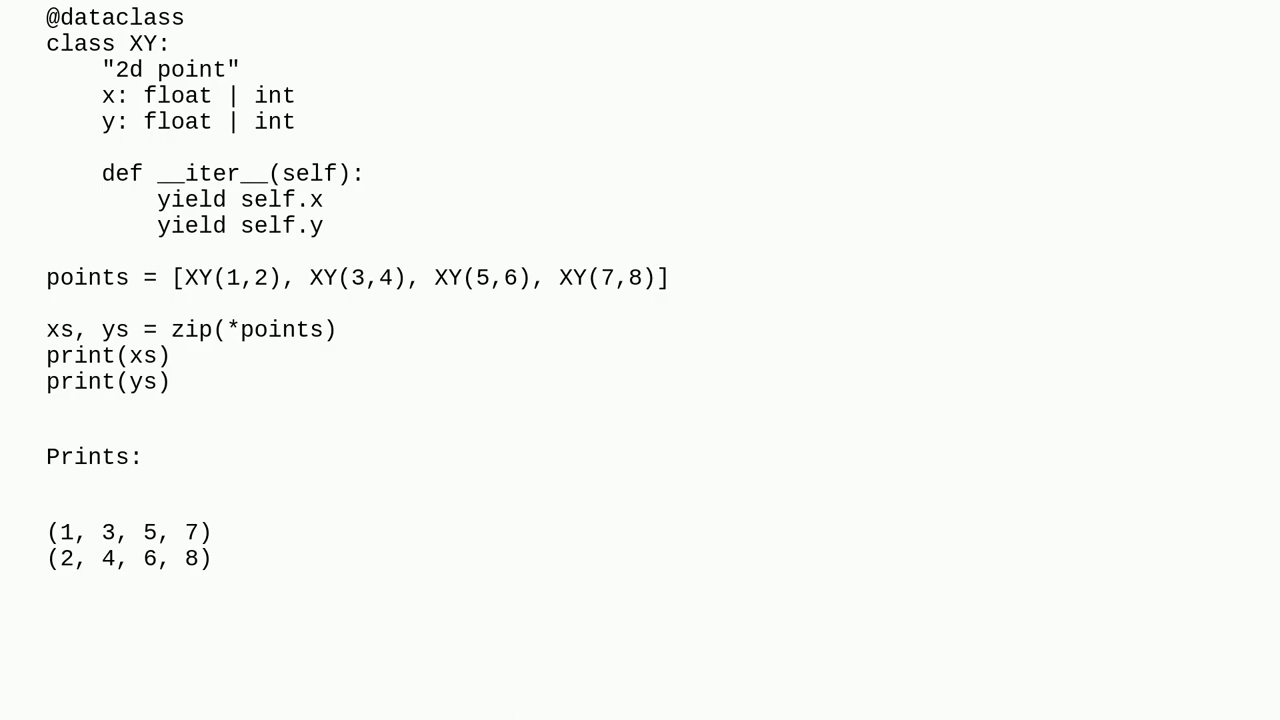 @dataclass
class XY:
    "2d point"
    x: float | int
    y: float | int

    def __iter__(self):
        yield self.x
        yield self.y

points = [XY(1,2), XY(3,4), XY(5,6), XY(7,8)]

xs, ys = zip(*points)
print(xs)
print(ys)

Prints:

(1, 3, 5, 7)
(2, 4, 6, 8)